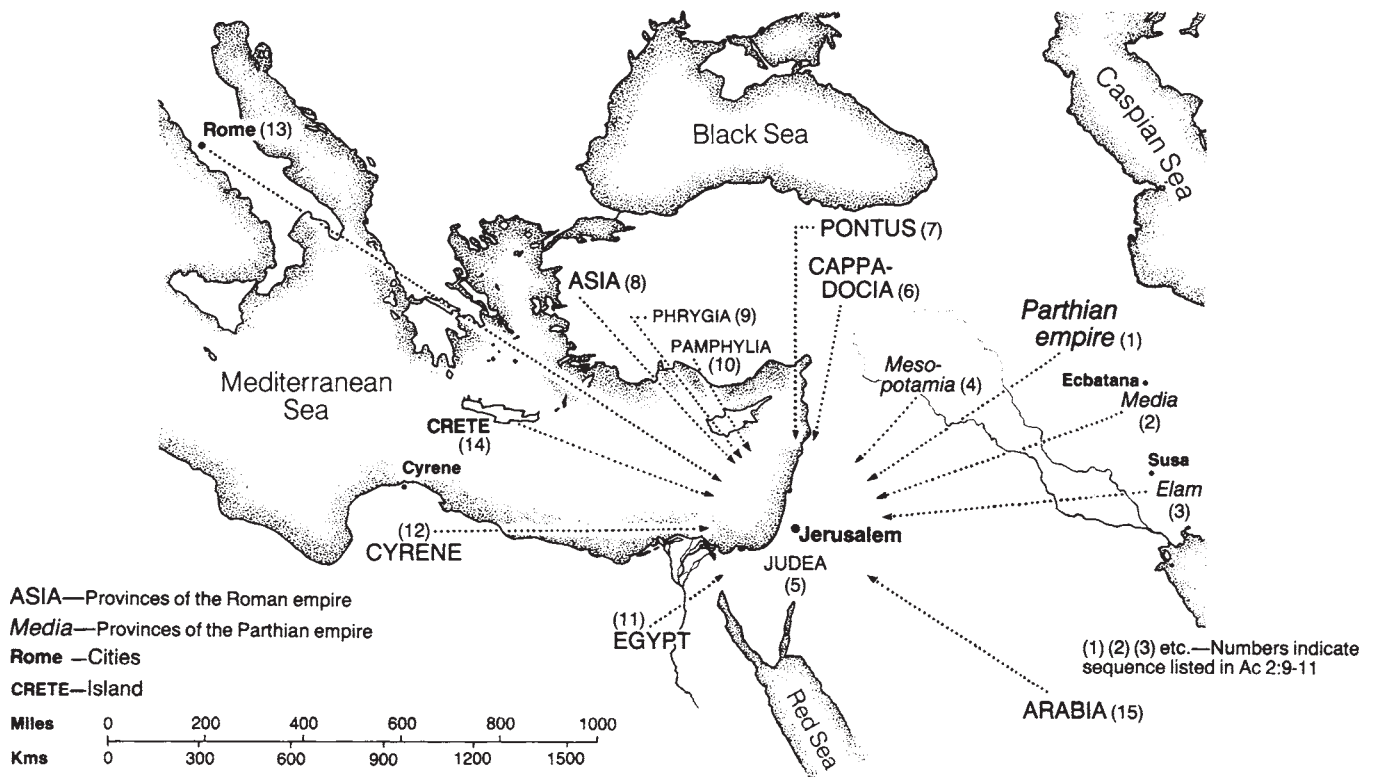 Rome (13)
Black Sea
Caspian Sea
PONTUS (7)
CAPPA-
DOCIA (6)
ASIA (8)
PHRYGIA (9)
PAMPHYLIA
(10)
Parthian
empire (1)
Meso-
potamia (4)
Ecbatana
Media
(2)
Mediterranean
Sea
CRETE
(14)
Cyrene
Susa
Elam
(3)
(12)
CYRENE
Jerusalem
JUDEA
(5)
(11)
EGYPT
Red Sea
ARABIA (15)
ASIA—Provinces of the Roman empire
Media—Provinces of the Parthian empire
Rome —Cities
CRETE—Island
(1) (2) (3) etc.—Numbers indicate
sequence listed in Ac 2:9-11
Miles 0 200 400 600 800 1000
Kms 0 300 600 900 1200 1500